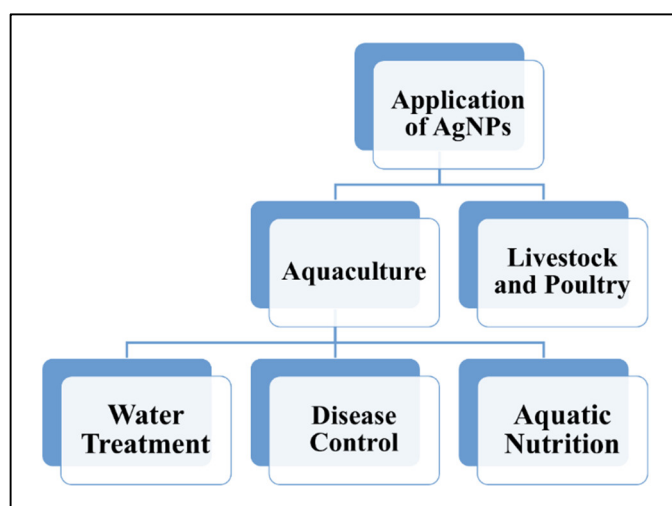 Application
of AgNPs
Aquaculture
Livestock
and Poultry
Water
Treatment
Disease
Control
Aquatic
Nutrition